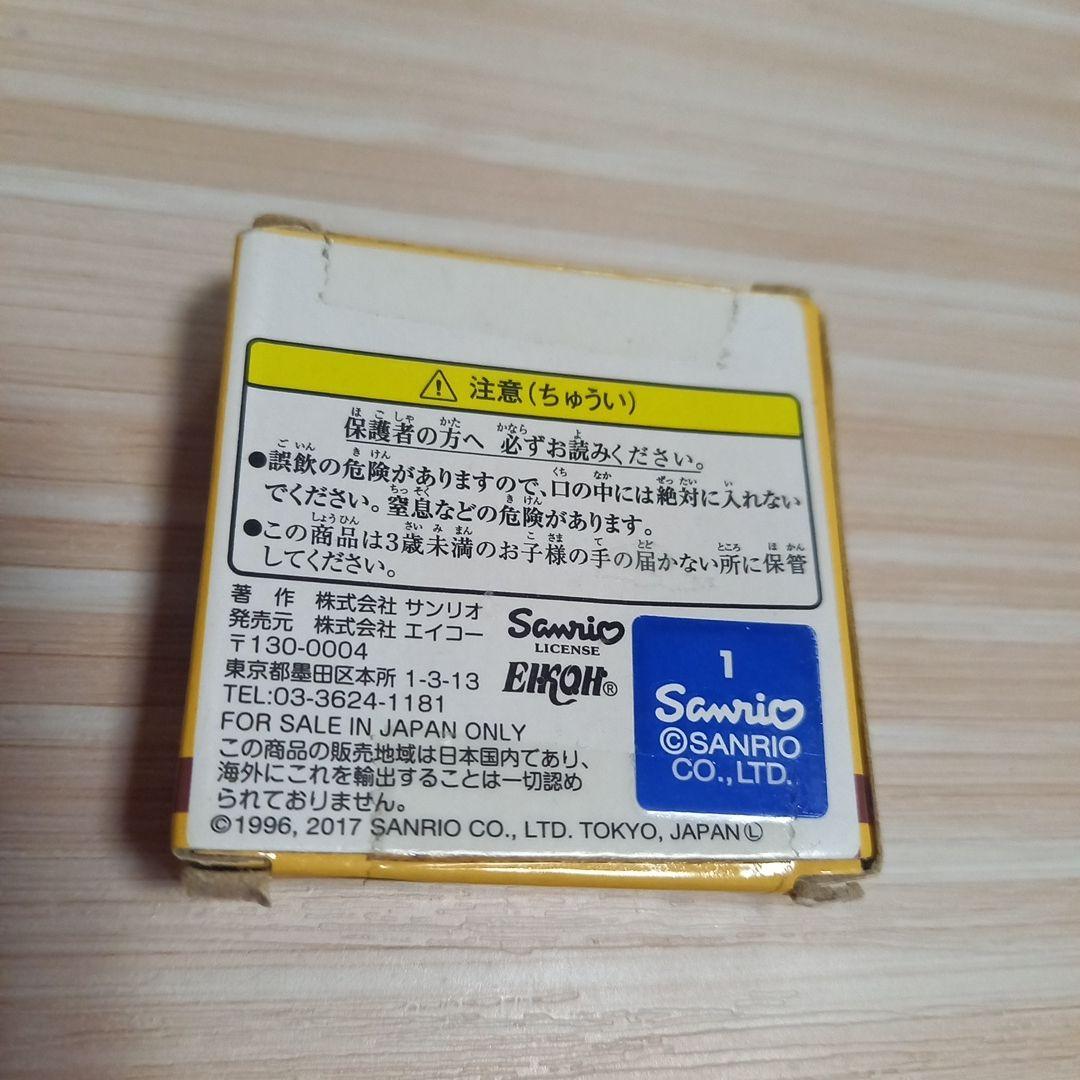 ⚠ 注意(ちゅうい)
保護者の方へ 必ずお読みください。
●誤飲の危険がありますので、口の中には絶対に入れない
でください。窒息などの危険があります。
●この商品は3歳未満のお子様の手の届かない所に保管
してください。
著 作 株式会社 サンリオ
発売元 株式会社 エイコー
〒130-0004
東京都墨田区本所 1-3-13
TEL:03-3624-1181
FOR SALE IN JAPAN ONLY
この商品の販売地域は日本国内であり、
海外にこれを輸出することは一切認め
られておりません。
©1996, 2017 SANRIO CO., LTD. TOKYO, JAPAN Ⓛ
Sanrio
LICENSE
EIKOH®
1
Sanrio
©SANRIO
CO.,LTD.